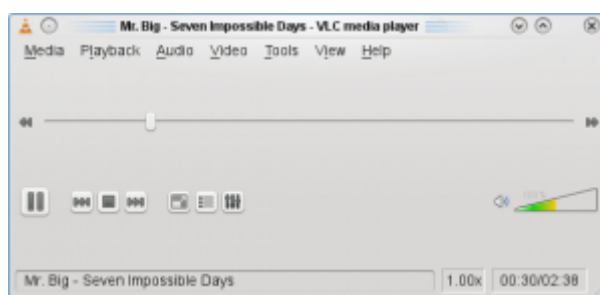 Mr. Big - Seven Impossible Days - VLC media player
Media Playback Audio Video Tools View Help
100%
Mr. Big - Seven Impossible Days 1.00x 00:30/02:38